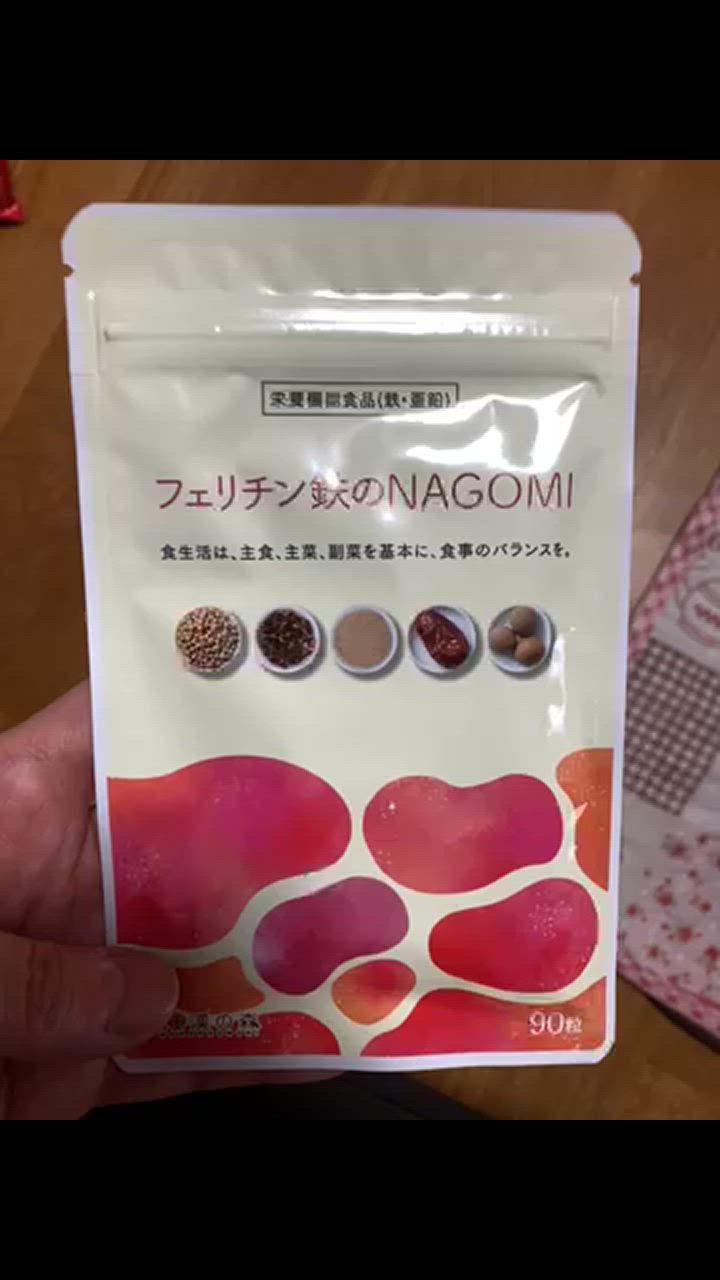 栄養機能食品(鉄・亜鉛)
フェリチン鉄のNAGOMI
食生活は、主食、主菜、副菜を基本に、食事のバランスを。
の森
90粒